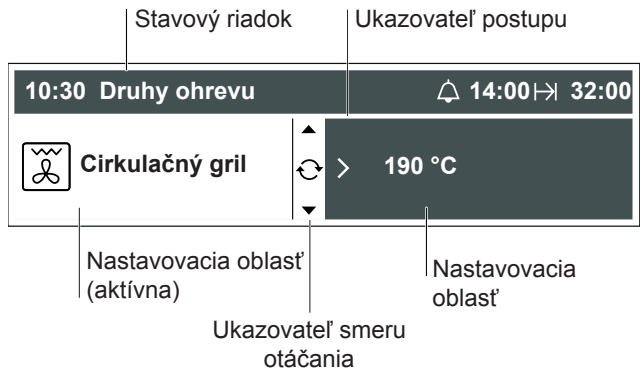 Stavový riadok
Ukazovateľ postupu
10:30 Druhy ohrevu 14:00 32:00
Cirkulačný gril 190 °C
Nastavovacia oblasť
(aktívna)
Nastavovacia
oblasť
Ukazovateľ smeru
otáčania